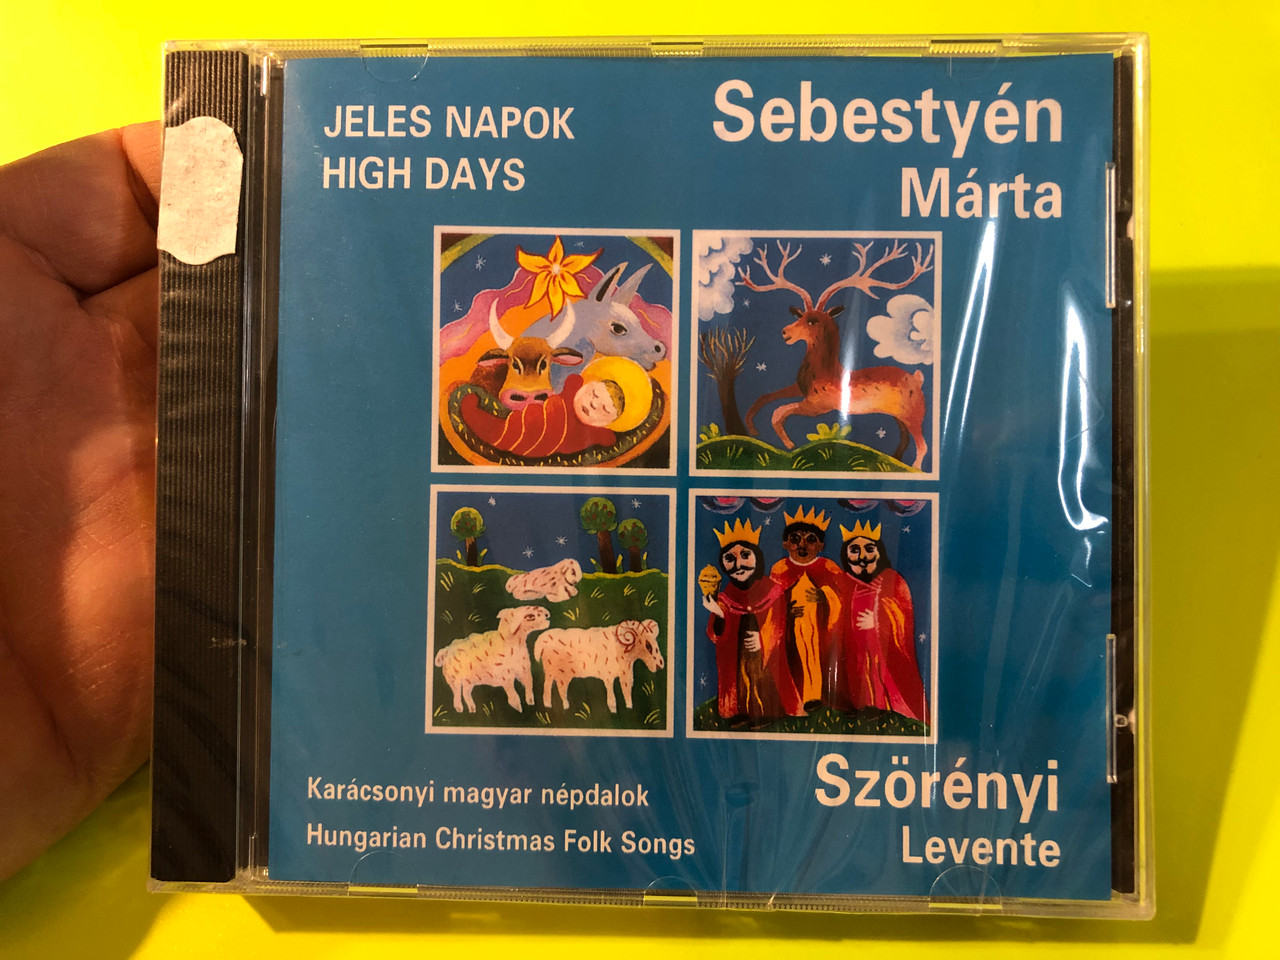 JELES NAPOK
HIGH DAYS
Sebestyén
Márta
Karácsonyi magyar népdalok
Hungarian Christmas Folk Songs
Szörényi
Levente